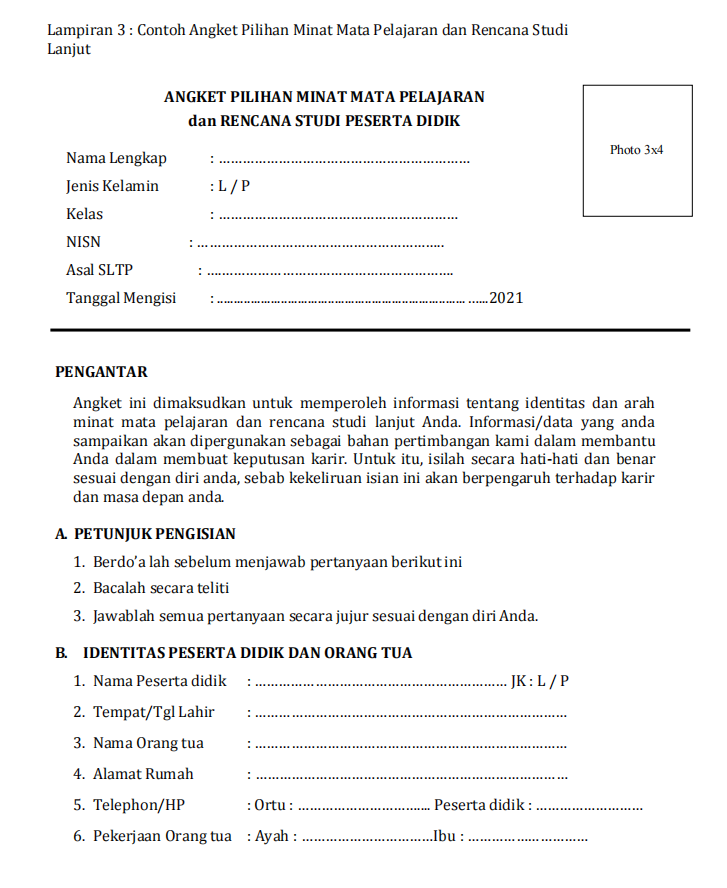 Lampiran 3 : Contoh Angket Pilihan Minat Mata Pelajaran dan Rencana Studi
Lanjut
ANGKET PILIHAN MINAT MATA PELAJARAN
dan RENCANA STUDI PESERTA DIDIK
Photo 3x4
Nama Lengkap : ……………………………………………………
Jenis Kelamin : L / P
Kelas : ……………………………………………………
NISN : ……………………………………………………..
Asal SLTP : …………………………………………………….
Tanggal Mengisi : ................................................................................2021
PENGANTAR
Angket ini dimaksudkan untuk memperoleh informasi tentang identitas dan arah
minat mata pelajaran dan rencana studi lanjut Anda. Informasi/data yang anda
sampaikan akan dipergunakan sebagai bahan pertimbangan kami dalam membantu
Anda dalam membuat keputusan karir. Untuk itu, isilah secara hati-hati dan benar
sesuai dengan diri anda, sebab kekeliruan isian ini akan berpengaruh terhadap karir
dan masa depan anda.
A. PETUNJUK PENGISIAN
1. Berdo’a lah sebelum menjawab pertanyaan berikut ini
2. Bacalah secara teliti
3. Jawablah semua pertanyaan secara jujur sesuai dengan diri Anda.
B. IDENTITAS PESERTA DIDIK DAN ORANG TUA
1. Nama Peserta didik : ……………………………………………………… JK : L / P
2. Tempat/Tgl Lahir : ……………………………………………………………………
3. Nama Orang tua : ……………………………………………………………………
4. Alamat Rumah : ……………………………………………………………………
5. Telephon/HP : Ortu : …………………………….. Peserta didik : ………………………
6. Pekerjaan Orang tua : Ayah : ……………………………Ibu : …………………………